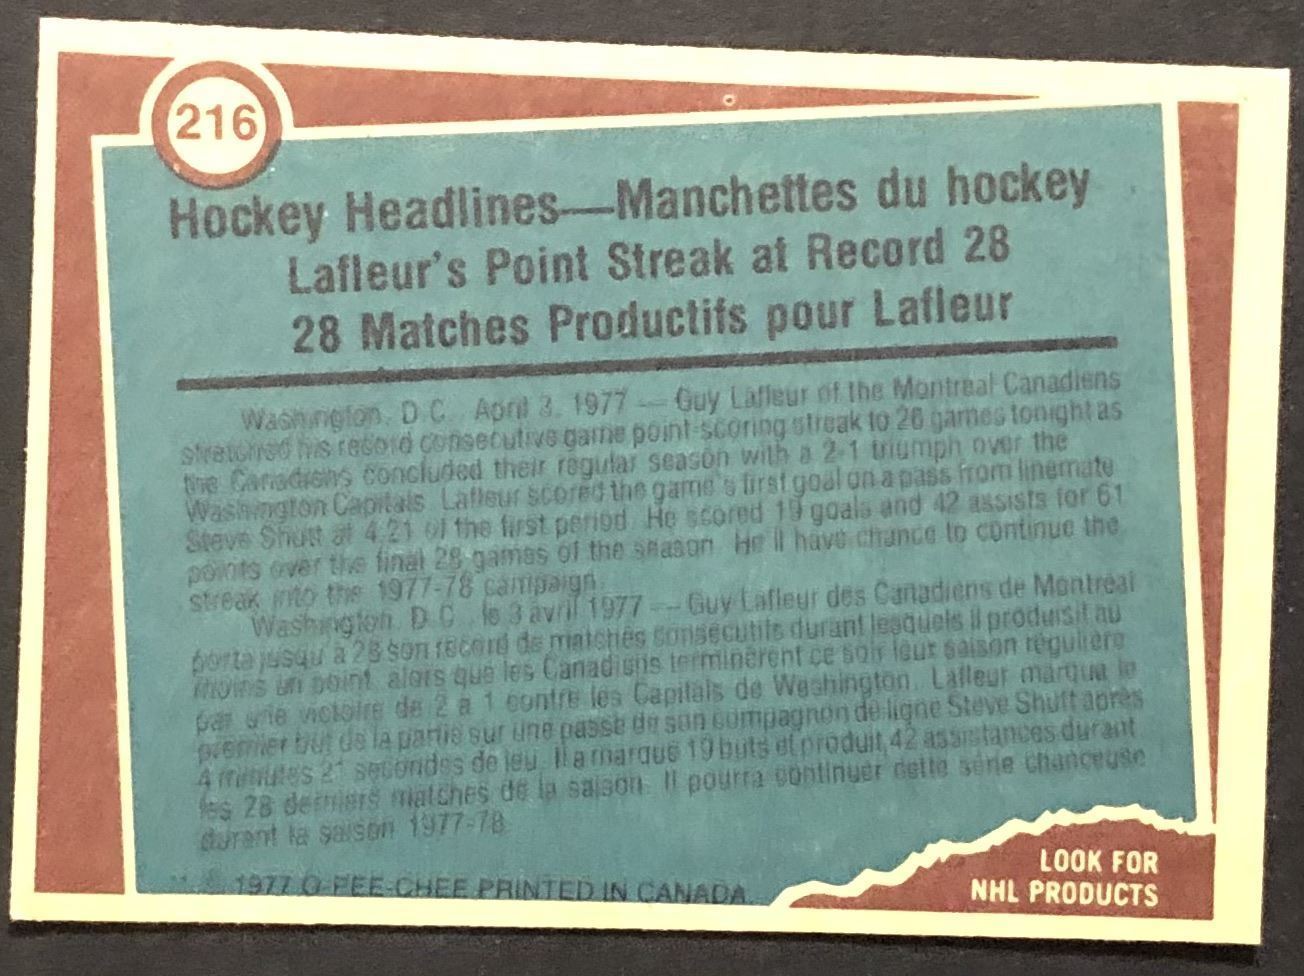 216
Hockey Headlines—Manchettes du hockey
Lafleur's Point Streak at Record 28
28 Matches Productifs pour Lafleur
Washington, D.C., April 3, 1977 — Guy Lafleur of the Montreal Canadiens
stretched his record consecutive game point-scoring streak to 28 games tonight as
the Canadiens concluded their regular season with a 2-1 triumph over the
Washington Capitals. Lafleur scored the game's first goal on a pass from linemate
Steve Shutt at 4:21 of the first period. He scored 19 goals and 42 assists for 61
points over the final 28 games of the season. He'll have chance to continue the
streak into the 1977-78 campaign.
Washington, D.C., le 3 avril 1977 — Guy Lafleur des Canadiens de Montréal
porta jusqu'à 28 son record de matches consécutifs durant lesquels il produisit au
moins un point, alors que les Canadiens terminèrent ce soir leur saison régulière
par une victoire de 2 à 1 contre les Capitals de Washington. Lafleur marqua le
premier but de la partie sur une passe de son compagnon de ligne Steve Shutt après
4 minutes 21 secondes de jeu. Il a marqué 19 buts et produit 42 assistances durant
les 28 derniers matches de la saison. Il pourra continuer cette série chanceuse
durant la saison 1977-78.
© 1977 O-PEE-CHEE PRINTED IN CANADA
LOOK FOR
NHL PRODUCTS